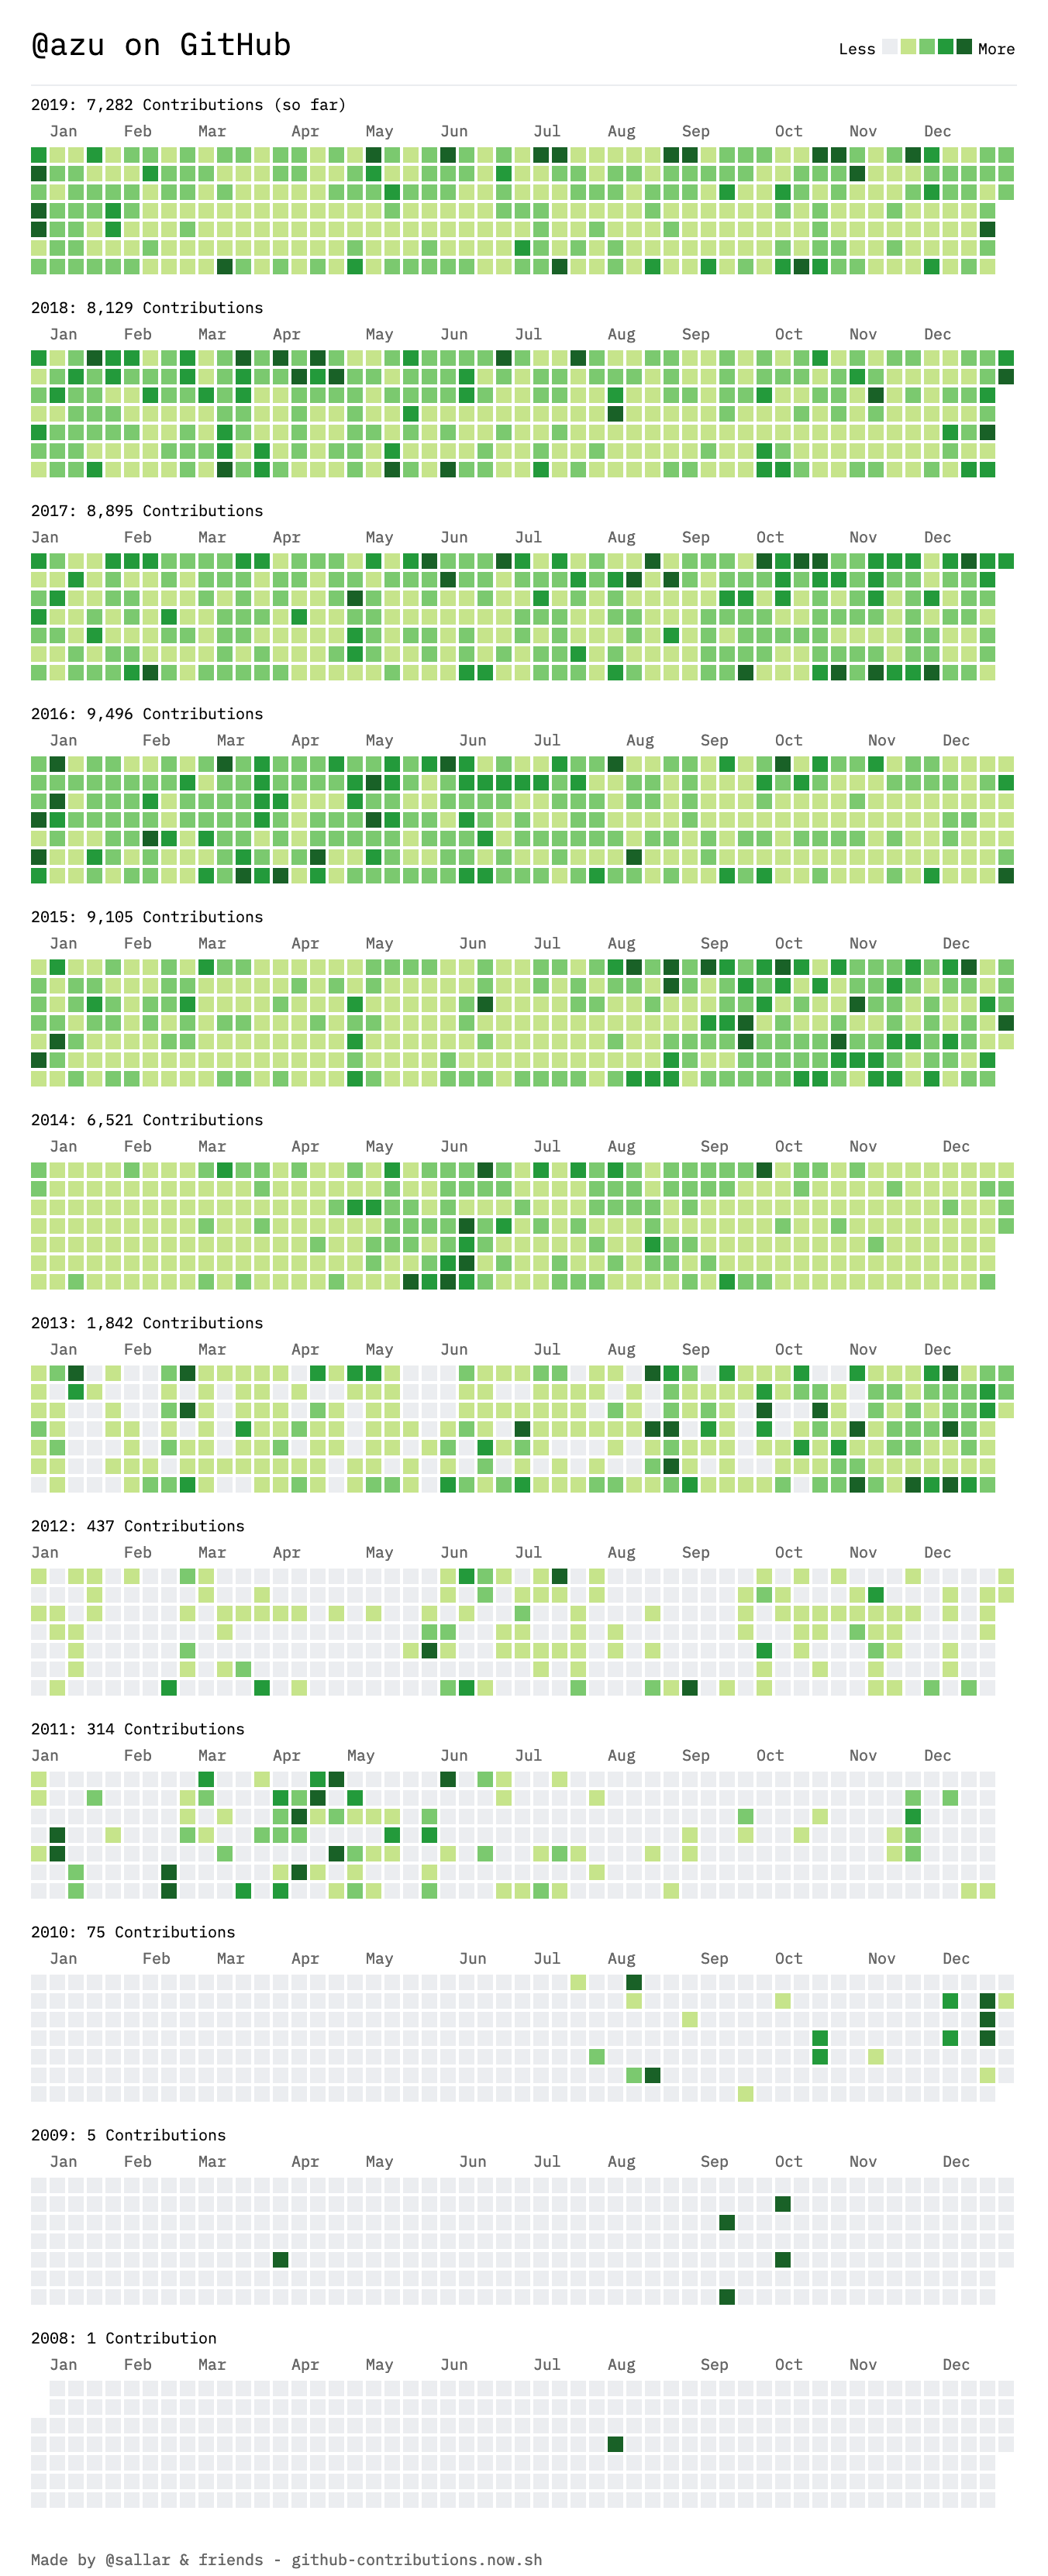 @azu on GitHub
Less More
2019: 7,282 Contributions (so far)
Jan Feb Mar Apr May Jun Jul Aug Sep Oct Nov Dec
2018: 8,129 Contributions
Jan Feb Mar Apr May Jun Jul Aug Sep Oct Nov Dec
2017: 8,895 Contributions
Jan Feb Mar Apr May Jun Jul Aug Sep Oct Nov Dec
2016: 9,496 Contributions
Jan Feb Mar Apr May Jun Jul Aug Sep Oct Nov Dec
2015: 9,105 Contributions
Jan Feb Mar Apr May Jun Jul Aug Sep Oct Nov Dec
2014: 6,521 Contributions
Jan Feb Mar Apr May Jun Jul Aug Sep Oct Nov Dec
2013: 1,842 Contributions
Jan Feb Mar Apr May Jun Jul Aug Sep Oct Nov Dec
2012: 437 Contributions
Jan Feb Mar Apr May Jun Jul Aug Sep Oct Nov Dec
2011: 314 Contributions
Jan Feb Mar Apr May Jun Jul Aug Sep Oct Nov Dec
2010: 75 Contributions
Jan Feb Mar Apr May Jun Jul Aug Sep Oct Nov Dec
2009: 5 Contributions
Jan Feb Mar Apr May Jun Jul Aug Sep Oct Nov Dec
2008: 1 Contribution
Jan Feb Mar Apr May Jun Jul Aug Sep Oct Nov Dec
Made by @sallar & friends - github-contributions.now.sh